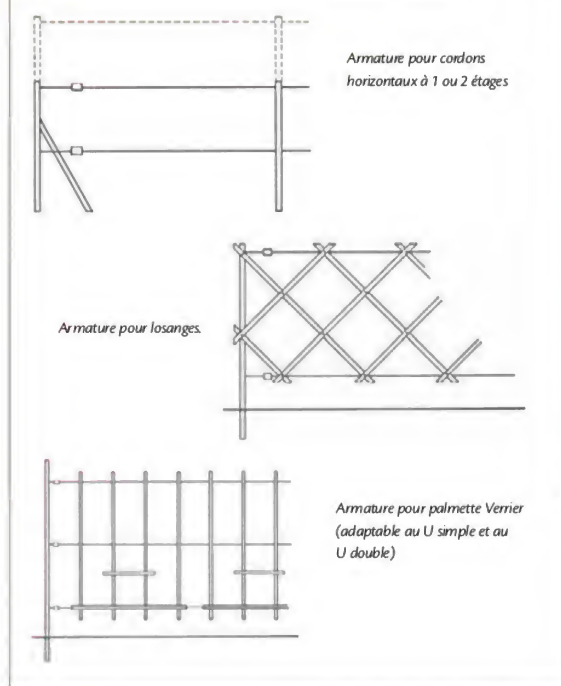 Armature pour cordons
horizontaux à 1 ou 2 étages
Armature pour losanges.
Armature pour palmette Verrier
(adaptable au U simple et au
U double)